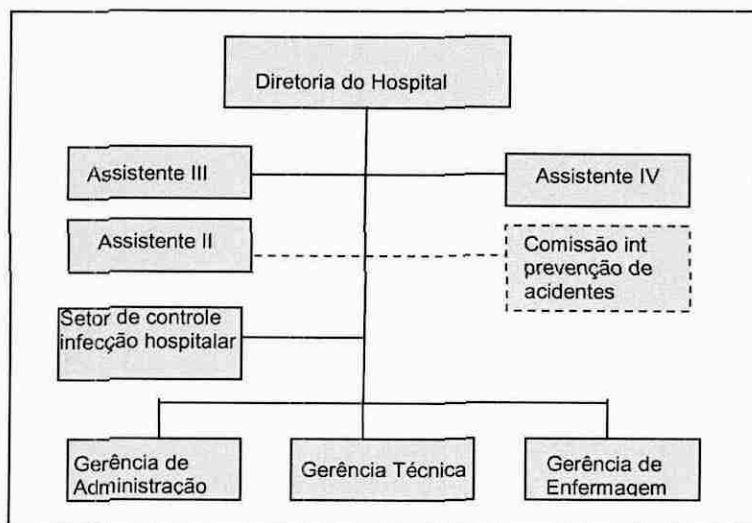 Diretoria do Hospital
Assistente III
Assistente IV
Assistente II
Comissão int
prevenção de
acidentes
Setor de controle
infecção hospitalar
Gerência de
Administração
Gerência Técnica
Gerência de
Enfermagem